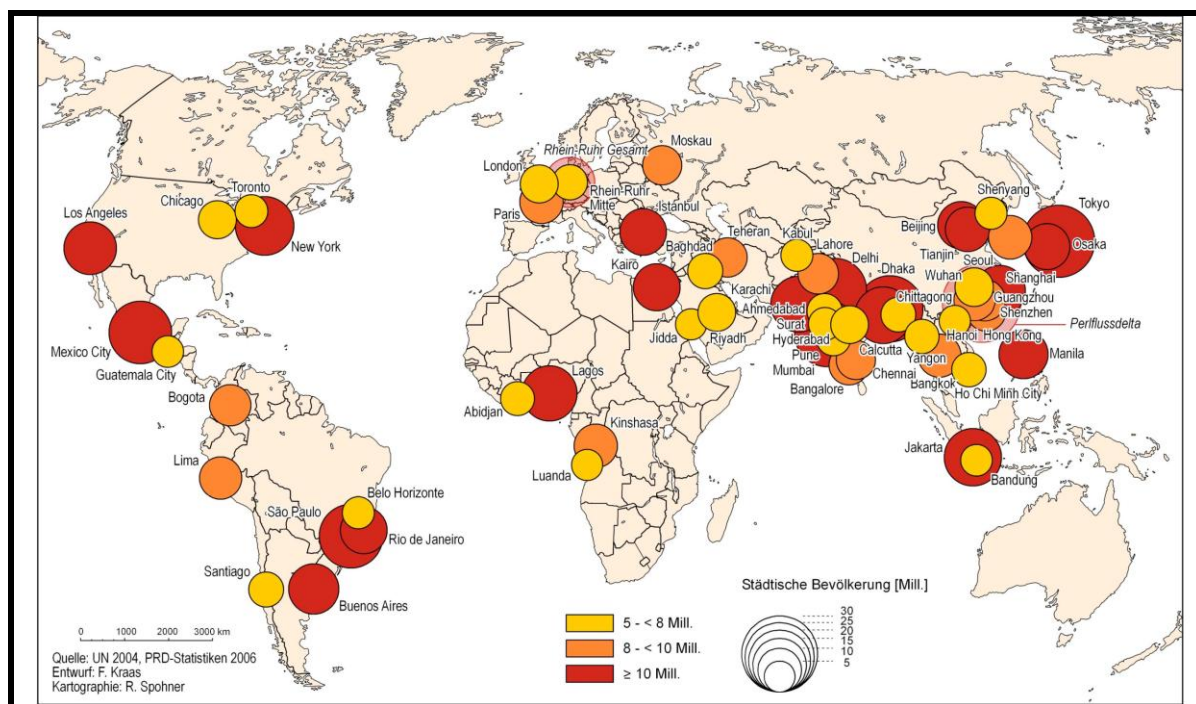 Moskau
Rhein-Ruhr Gesamt
London
Rhein-Ruhr
Mitte
Paris
Istanbul
Toronto
Chicago
Los Angeles
New York
Shenyang
Tokyo
Beijing
Osaka
Tianjin
Seoul
Teheran
Kabul
Lahore
Baghdad
Delhi
Kairo
Dhaka
Wuhan
Shanghai
Karachi
Chittagong
Guangzhou
Ahmedabad
Shenzhen
Surat
Jidda
Riyadh
Hanoi
Hong Kong
Perlflussdelta
Hyderabad
Calcutta
Pune
Yangon
Mumbai
Chennai
Manila
Bangalore
Bangkok
Ho Chi Minh City
Mexico City
Guatemala City
Bogota
Lagos
Abidjan
Kinshasa
Lima
Luanda
Jakarta
Bandung
Belo Horizonte
São Paulo
Rio de Janeiro
Santiago
Buenos Aires
0 1000 2000 3000 km
Quelle: UN 2004, PRD-Statistiken 2006
Entwurf: F. Kraas
Kartographie: R. Spohner
5 - < 8 Mill.
8 - < 10 Mill.
≥ 10 Mill.
Städtische Bevölkerung [Mill.]
30
25
20
15
10
5